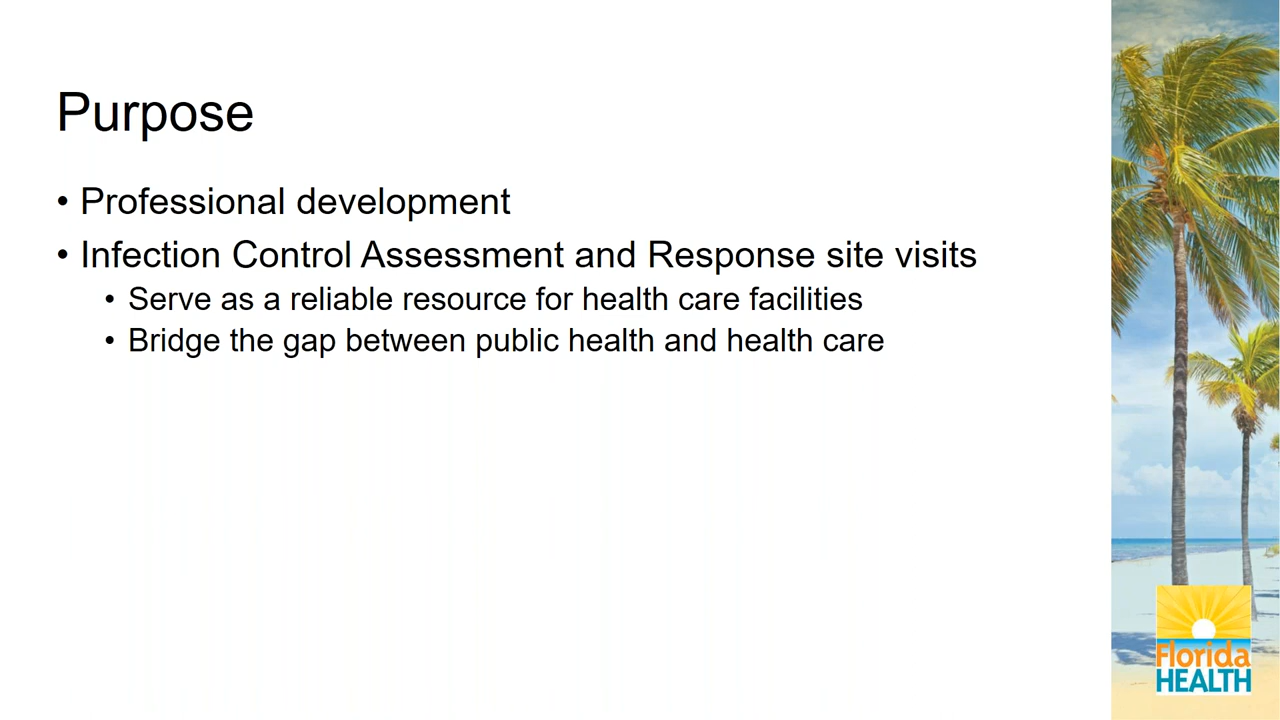 Purpose
• Professional development
• Infection Control Assessment and Response site visits
• Serve as a reliable resource for health care facilities
• Bridge the gap between public health and health care
Florida
HEALTH